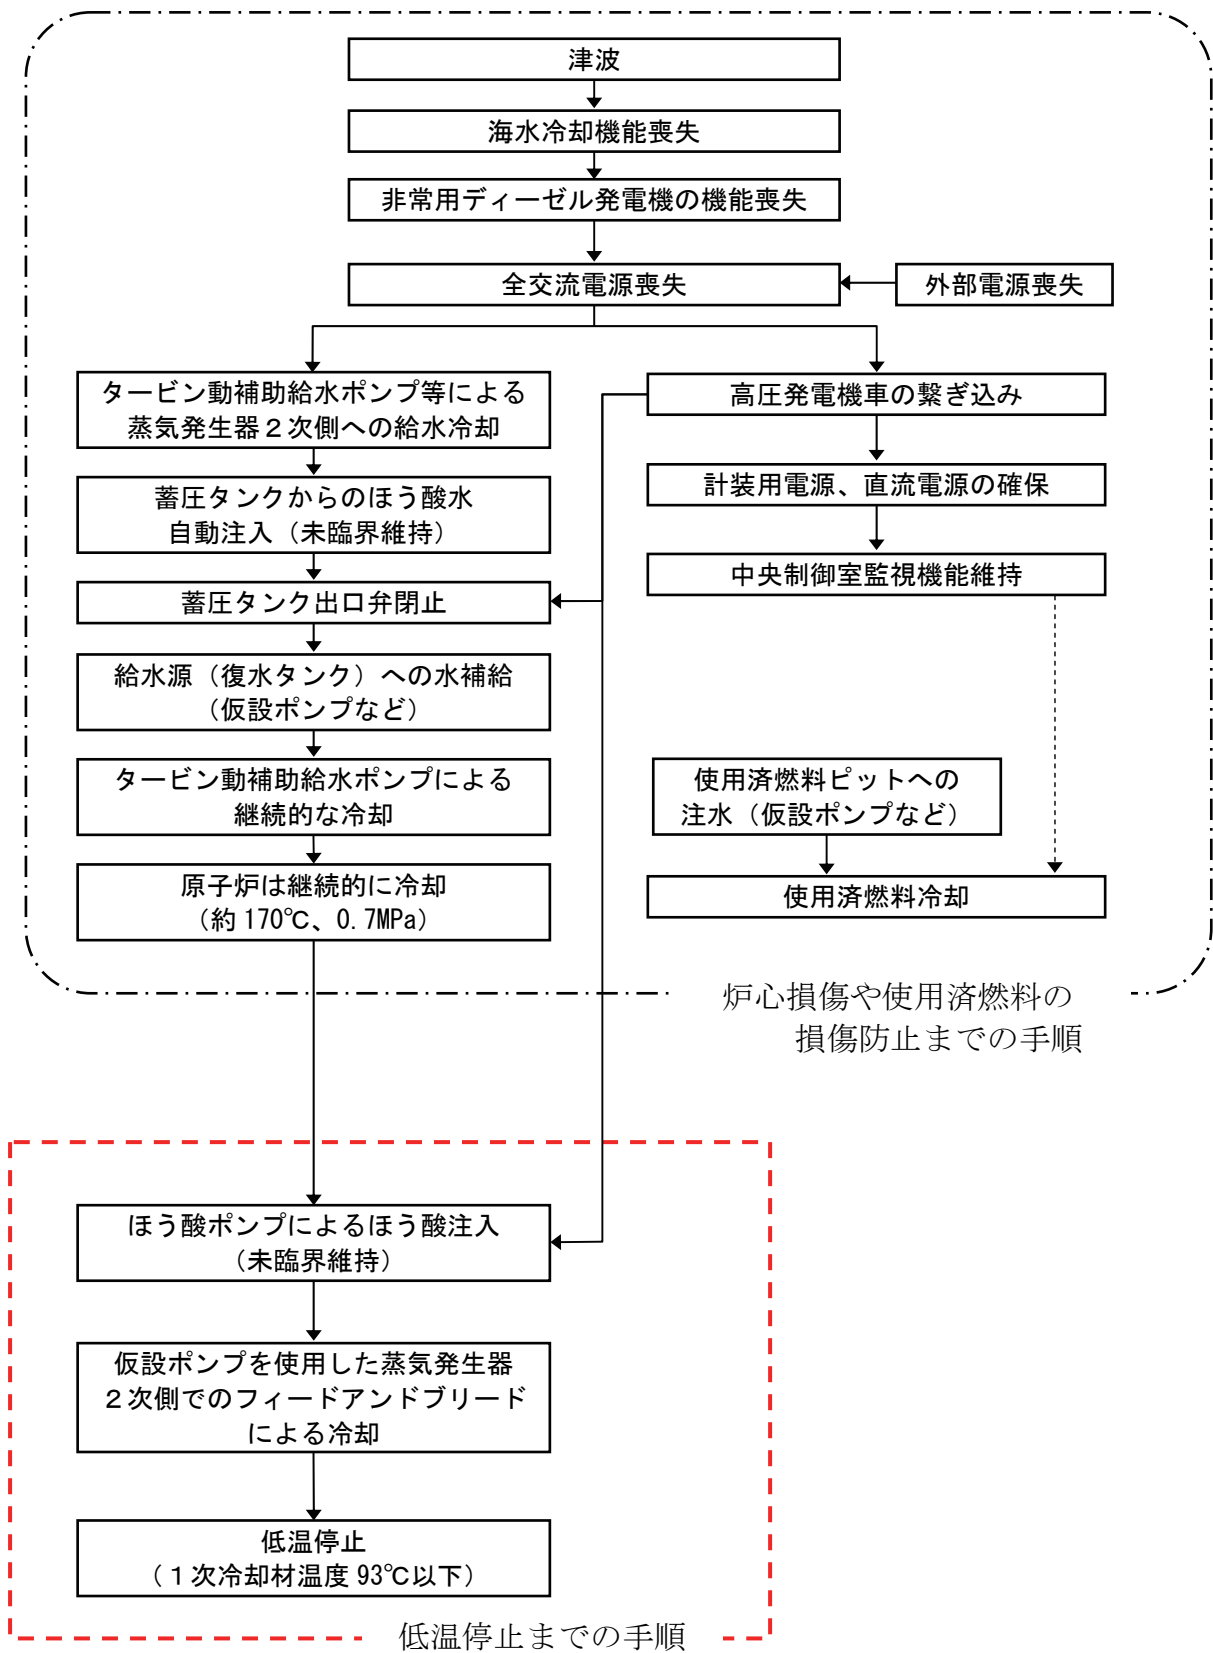 津波
海水冷却機能喪失
非常用ディーゼル発電機の機能喪失
全交流電源喪失
外部電源喪失
タービン動補助給水ポンプ等による
蒸気発生器２次側への給水冷却
蓄圧タンクからのほう酸水
自動注入（未臨界維持）
蓄圧タンク出口弁閉止
給水源（復水タンク）への水補給
（仮設ポンプなど）
タービン動補助給水ポンプによる
継続的な冷却
原子炉は継続的に冷却
（約170℃、0.7MPa）
高圧発電機車の繋ぎ込み
計装用電源、直流電源の確保
中央制御室監視機能維持
使用済燃料ピットへの
注水（仮設ポンプなど）
使用済燃料冷却
炉心損傷や使用済燃料の
損傷防止までの手順
ほう酸ポンプによるほう酸注入
（未臨界維持）
仮設ポンプを使用した蒸気発生器
２次側でのフィードアンドブリード
による冷却
低温停止
（１次冷却材温度93℃以下）
低温停止までの手順